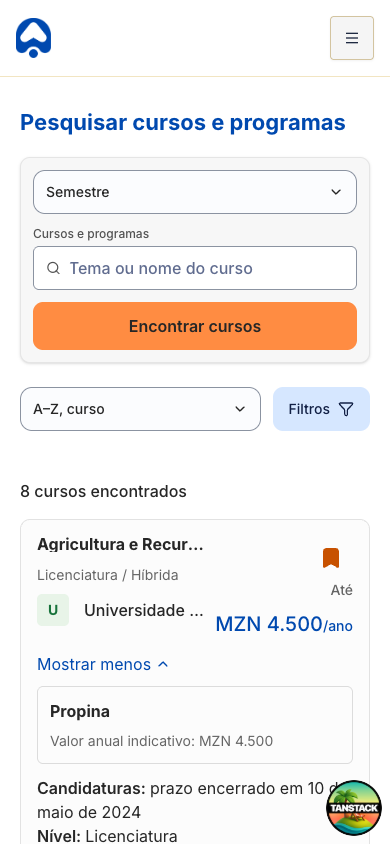 Pesquisar cursos e programas
Semestre
Cursos e programas
Tema ou nome do curso
Encontrar cursos
A–Z, curso
Filtros
8 cursos encontrados
Agricultura e Recur...
Licenciatura / Híbrida
U
Universidade ...
Até
MZN 4.500/ano
Mostrar menos
Propina
Valor anual indicativo: MZN 4.500
Candidaturas: prazo encerrado em 10 de
maio de 2024
Nível: Licenciatura
TANSTACK